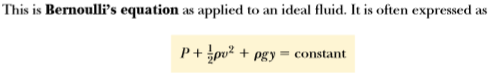 This is Bernoulli's equation as applied to an ideal fluid. It is often expressed as
P + ½ρv² + ρgy = constant